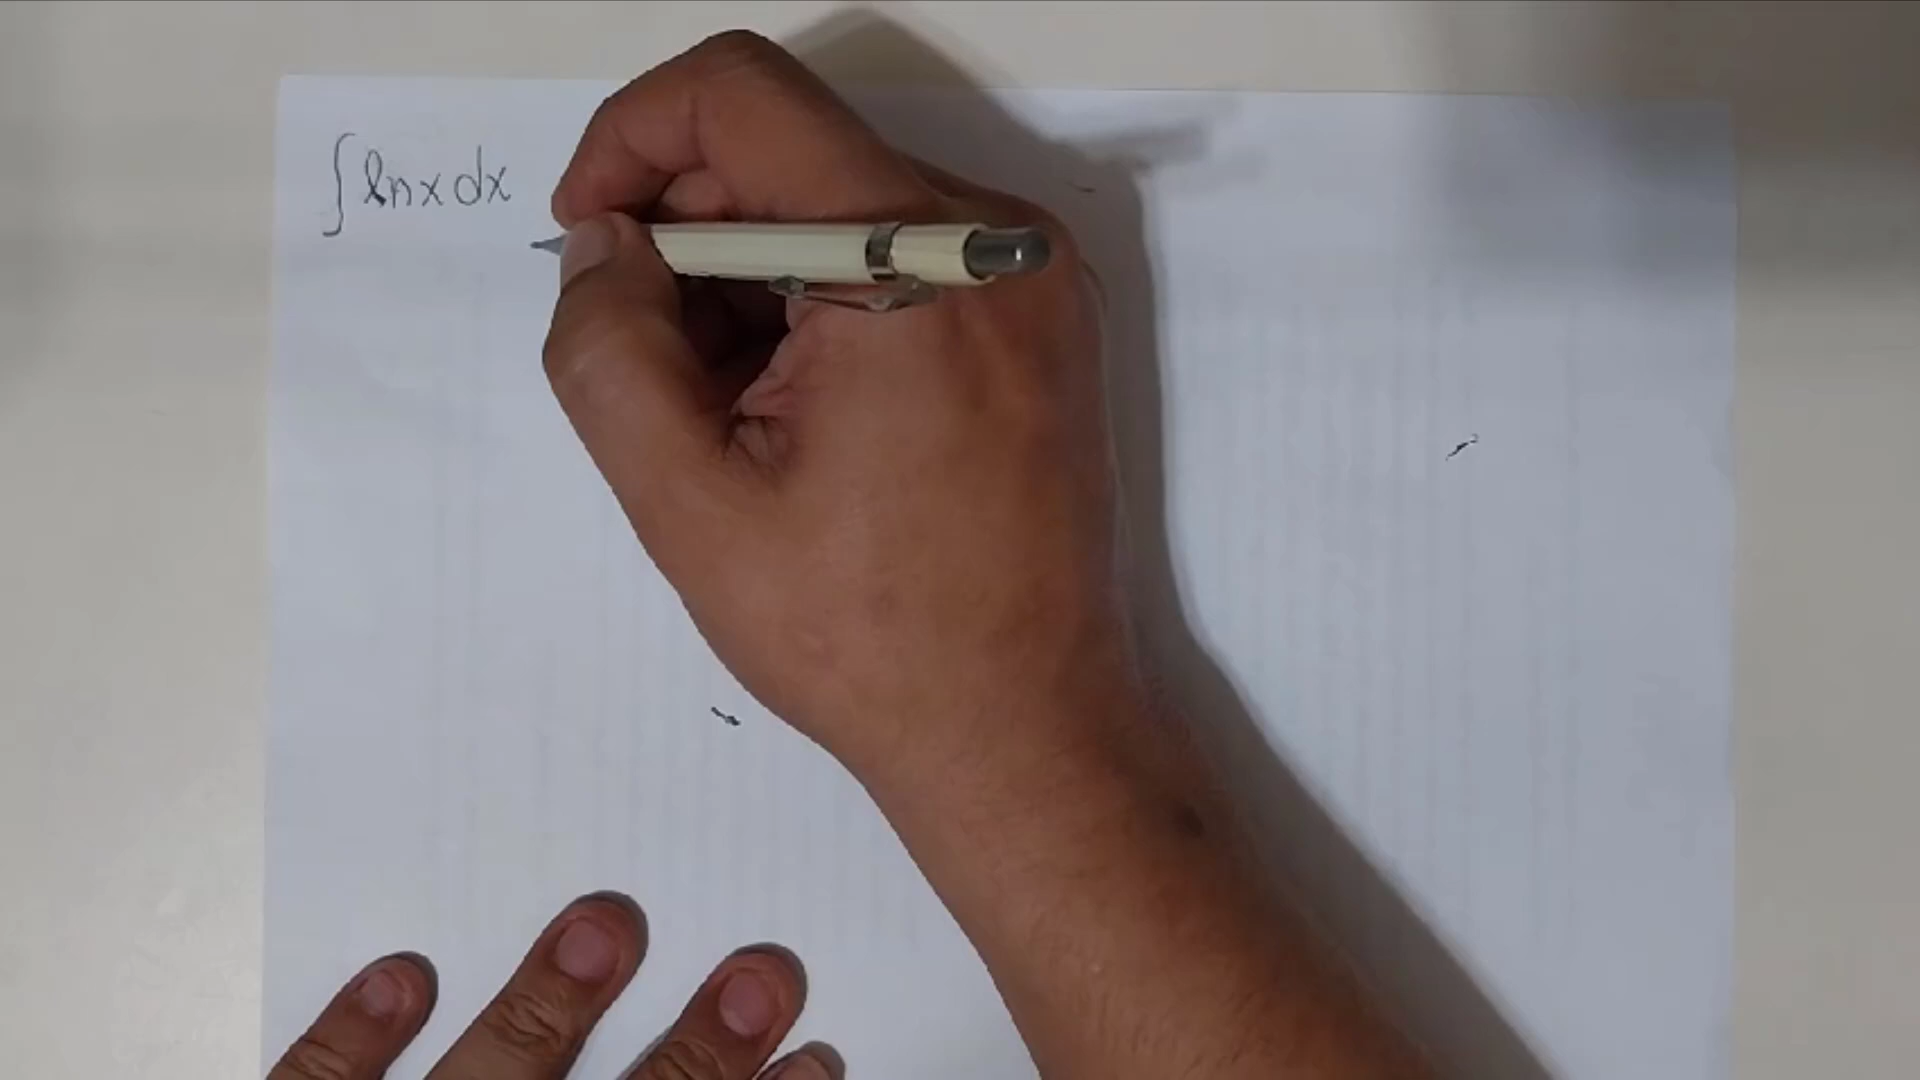 ∫ ln x dx